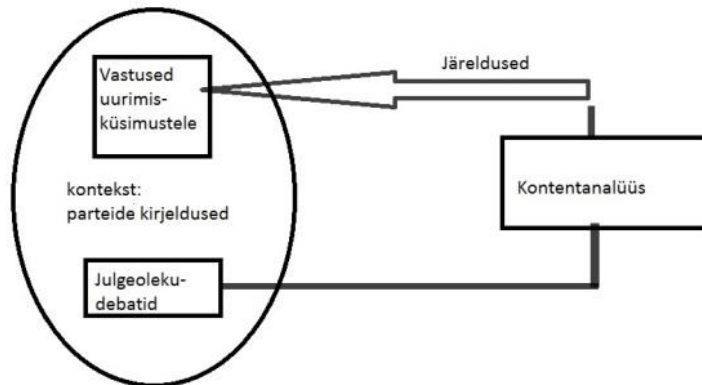 Vastused
uurimis-
küsimustele
Järeldused
kontekst:
parteide kirjeldused
Kontentanalüüs
Julgeoleku-
debatid